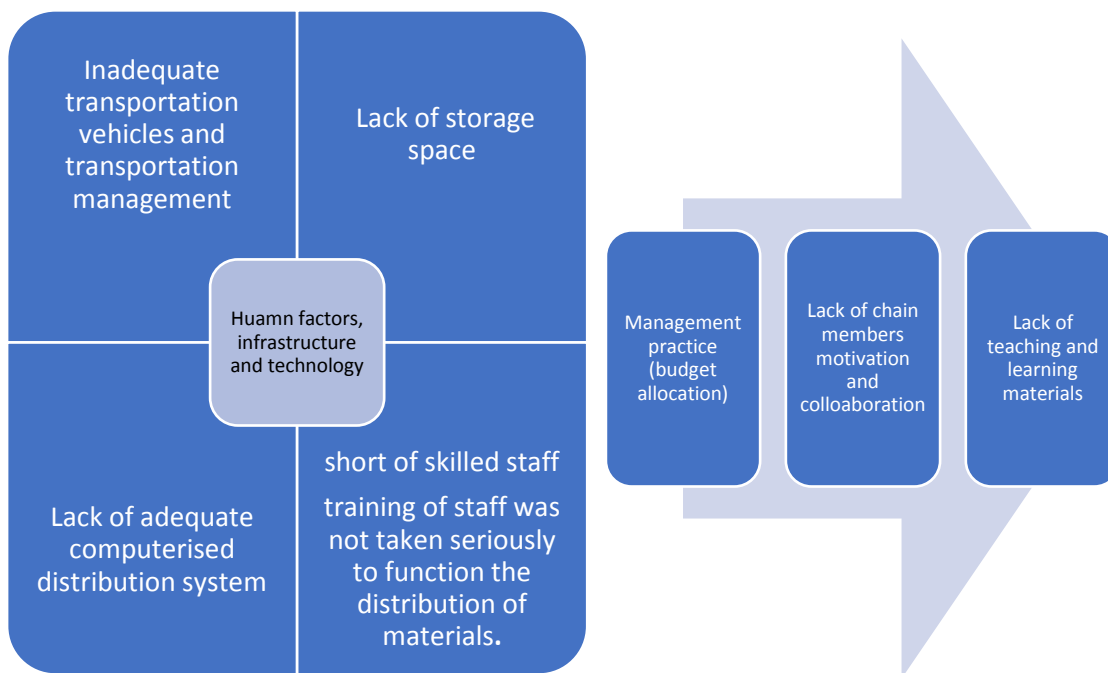 Inadequate
transportation
vehicles and
transportation
management
Lack of storage
space
Huamn factors,
infrastructure
and technology
Lack of adequate
computerised
distribution system
short of skilled staff
training of staff was
not taken seriously
to function the
distribution of
materials.
Management
practice
(budget
allocation)
Lack of chain
members
motivation
and
colloaboration
Lack of
teaching and
learning
materials